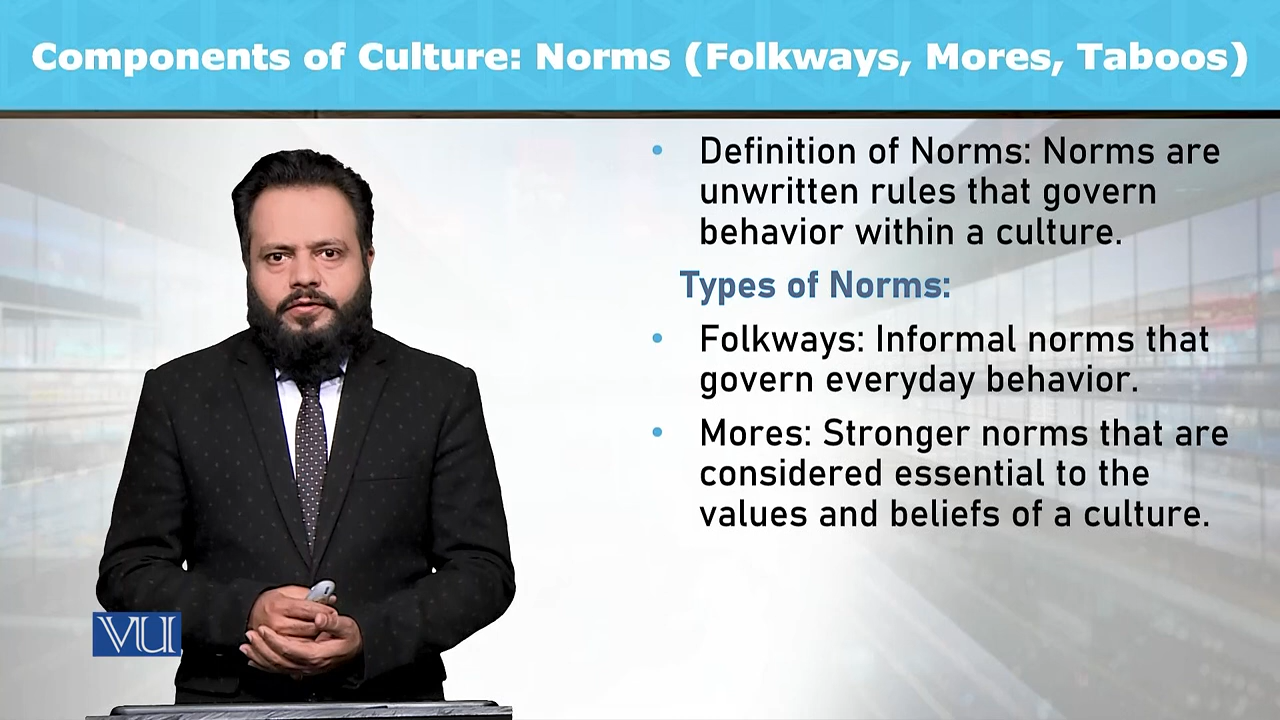 Components of Culture: Norms (Folkways, Mores, Taboos)
• Definition of Norms: Norms are
unwritten rules that govern
behavior within a culture.
Types of Norms:
• Folkways: Informal norms that
govern everyday behavior.
• Mores: Stronger norms that are
considered essential to the
values and beliefs of a culture.
VU